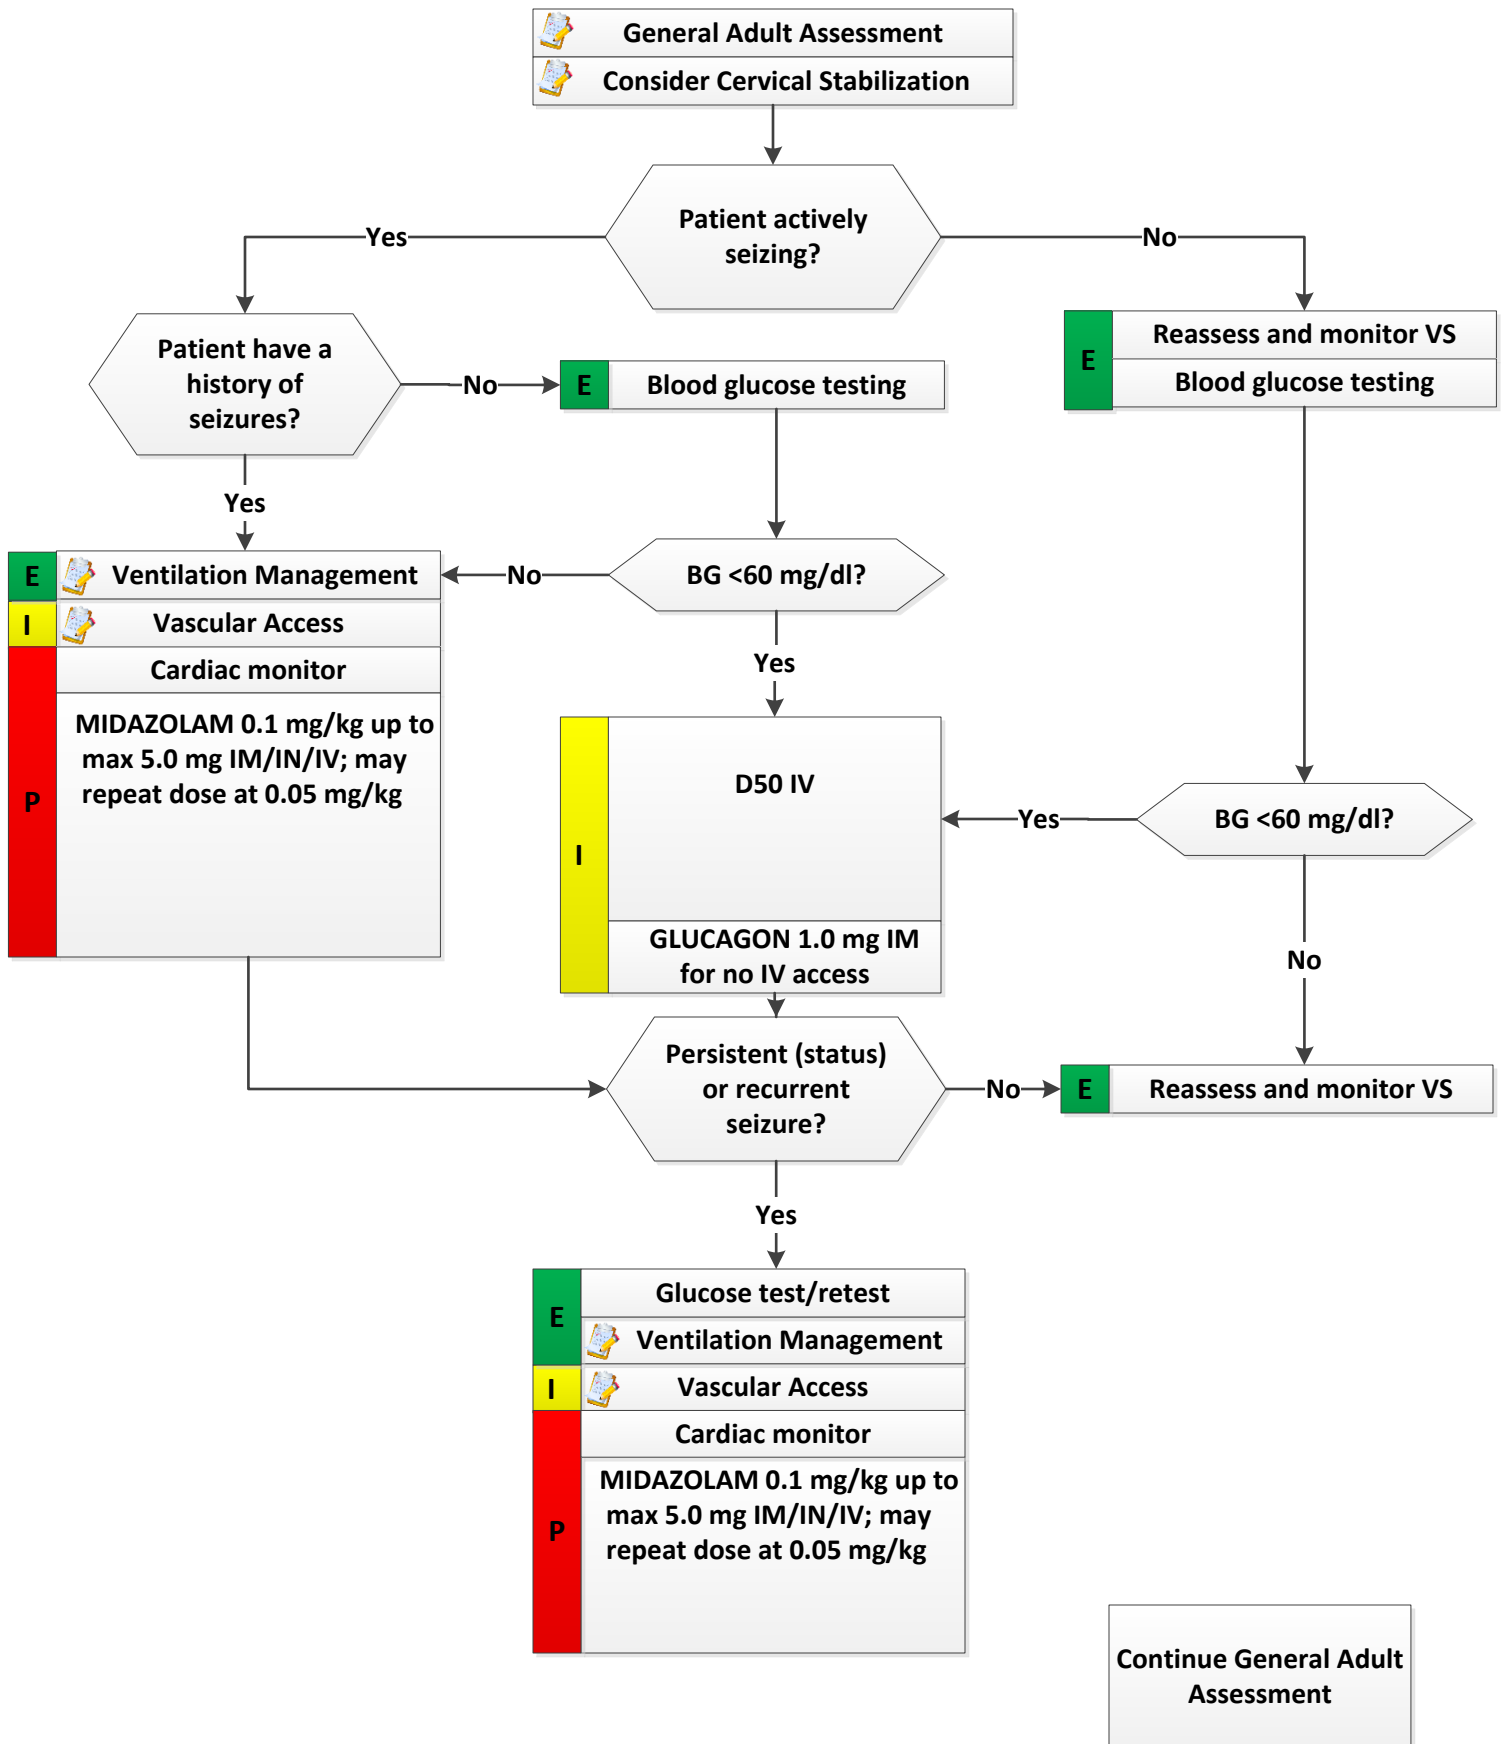 General Adult Assessment
Consider Cervical Stabilization
Patient actively
seizing?
Yes
No
Patient have a
history of
seizures?
No
E
Blood glucose testing
E
Reassess and monitor VS
Blood glucose testing
Yes
E
Ventilation Management
I
Vascular Access
P
Cardiac monitor
MIDAZOLAM 0.1 mg/kg up to
max 5.0 mg IM/IN/IV; may
repeat dose at 0.05 mg/kg
No
BG <60 mg/dl?
Yes
I
D50 IV
GLUCAGON 1.0 mg IM
for no IV access
Yes
BG <60 mg/dl?
No
Persistent (status)
or recurrent
seizure?
No
E
Reassess and monitor VS
Yes
E
Glucose test/retest
Ventilation Management
I
Vascular Access
P
Cardiac monitor
MIDAZOLAM 0.1 mg/kg up to
max 5.0 mg IM/IN/IV; may
repeat dose at 0.05 mg/kg
Continue General Adult
Assessment